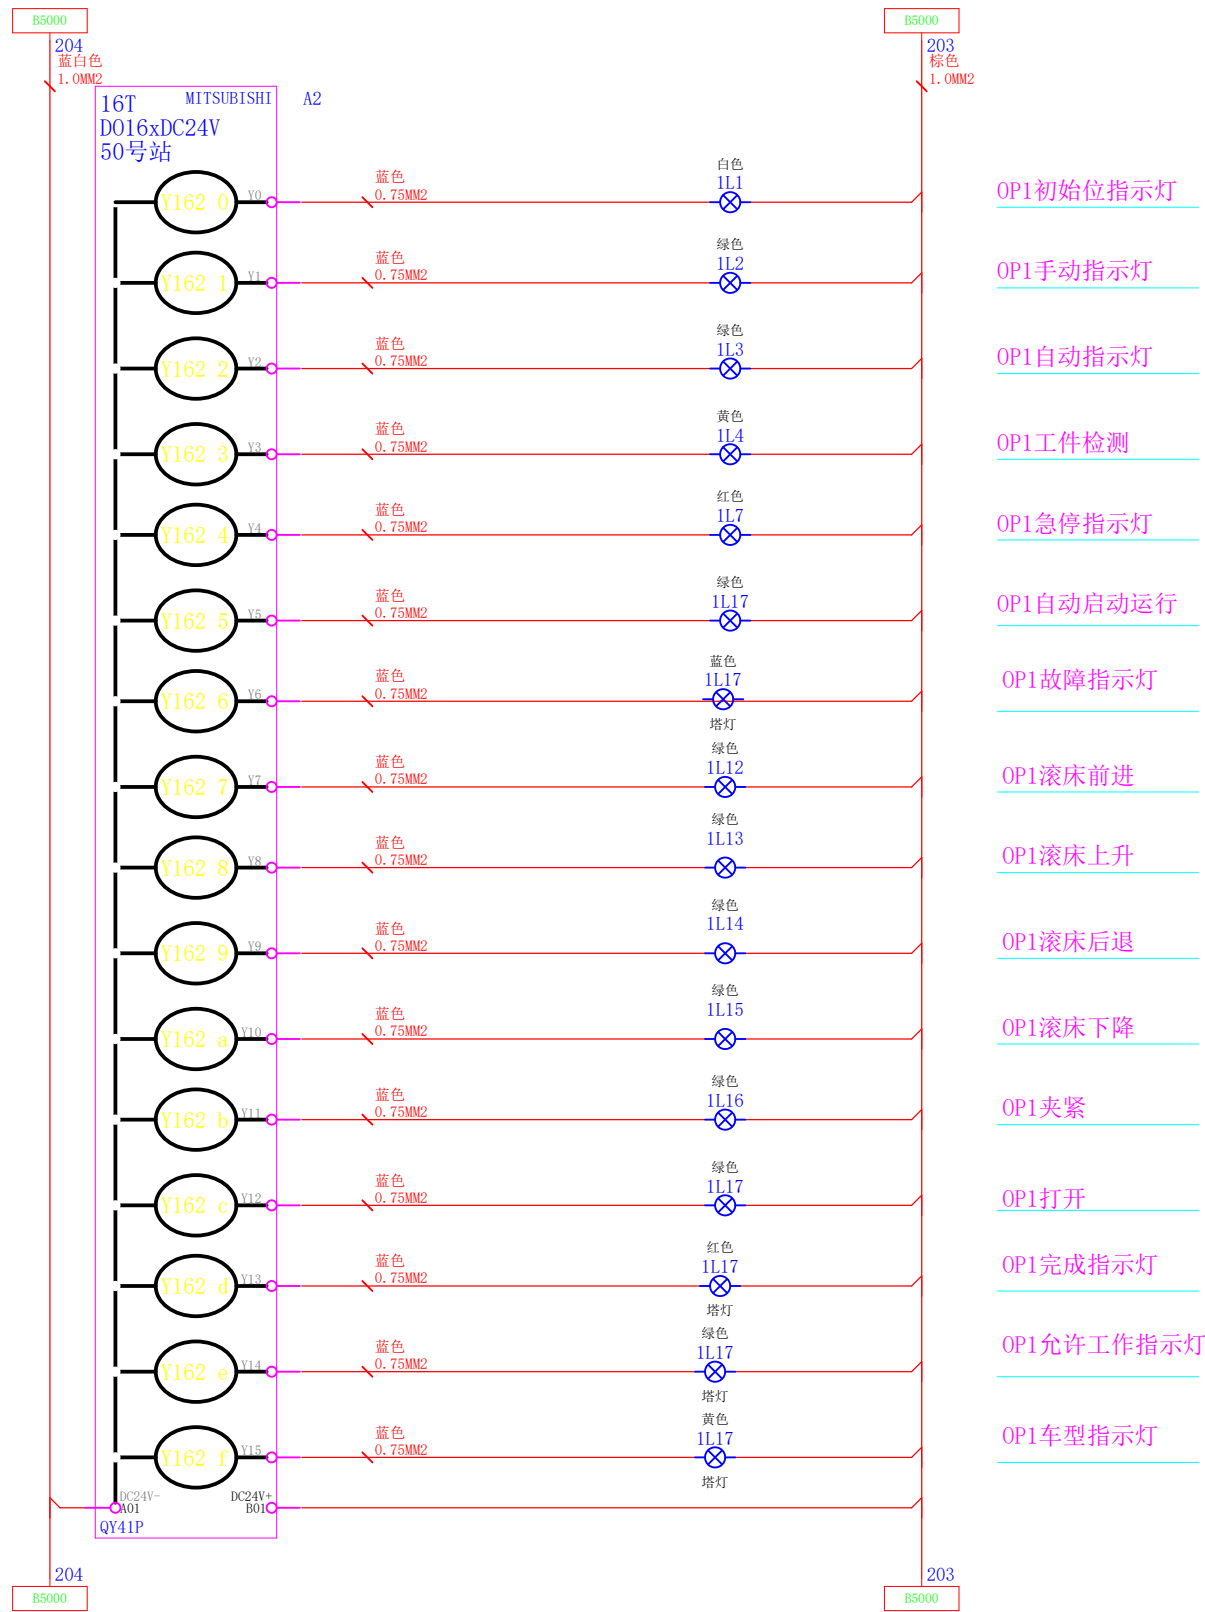 B5000
B5000
204
203
蓝白色
棕色
1.0MM2
1.0MM2
16T
MITSUBISHI
A2
DO16xDC24V
50号站
白色
蓝色
1L1
OP1初始位指示灯
Y162 0
Y0
0.75MM2
绿色
蓝色
1L2
OP1手动指示灯
Y162 1
Y1
0.75MM2
绿色
蓝色
1L3
OP1自动指示灯
Y162 2
Y2
0.75MM2
黄色
蓝色
1L4
OP1工件检测
Y162 3
Y3
0.75MM2
红色
蓝色
1L7
OP1急停指示灯
Y162 4
Y4
0.75MM2
绿色
蓝色
1L17
OP1自动启动运行
Y162 5
Y5
0.75MM2
蓝色
蓝色
1L17
OP1故障指示灯
Y162 6
Y6
0.75MM2
塔灯
绿色
蓝色
1L12
OP1滚床前进
Y162 7
Y7
0.75MM2
绿色
蓝色
1L13
OP1滚床上升
Y162 8
Y8
0.75MM2
绿色
蓝色
1L14
OP1滚床后退
Y162 9
Y9
0.75MM2
绿色
蓝色
1L15
OP1滚床下降
Y162 a
Y10
0.75MM2
绿色
蓝色
1L16
OP1夹紧
Y162 b
Y11
0.75MM2
绿色
蓝色
1L17
OP1打开
Y162 c
Y12
0.75MM2
红色
蓝色
1L17
OP1完成指示灯
Y162 d
Y13
0.75MM2
塔灯
绿色
蓝色
1L17
OP1允许工作指示灯
Y162 e
Y14
0.75MM2
塔灯
黄色
蓝色
1L17
OP1车型指示灯
Y162 f
Y15
0.75MM2
塔灯
DC24V-
DC24V+
A01
B01
QY41P
204
203
B5000
B5000